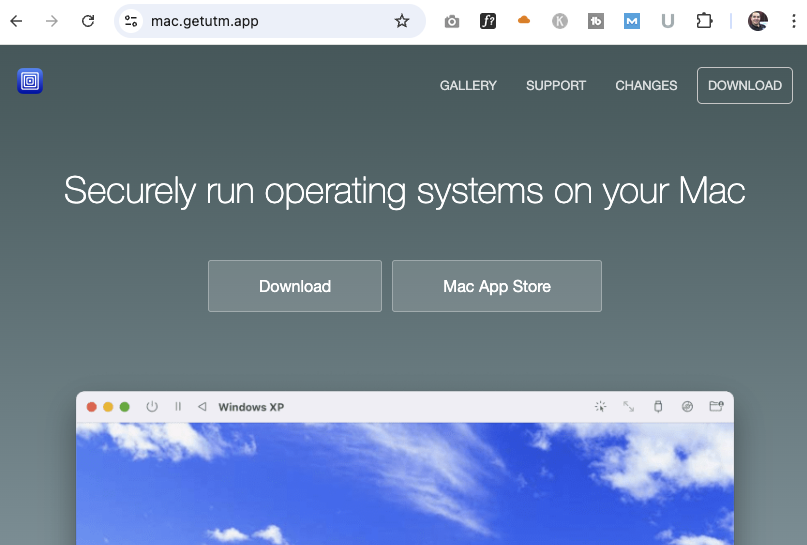 mac.getutm.app
f?
K
tb
M
U
GALLERY SUPPORT CHANGES DOWNLOAD
Securely run operating systems on your Mac
Download Mac App Store
Windows XP